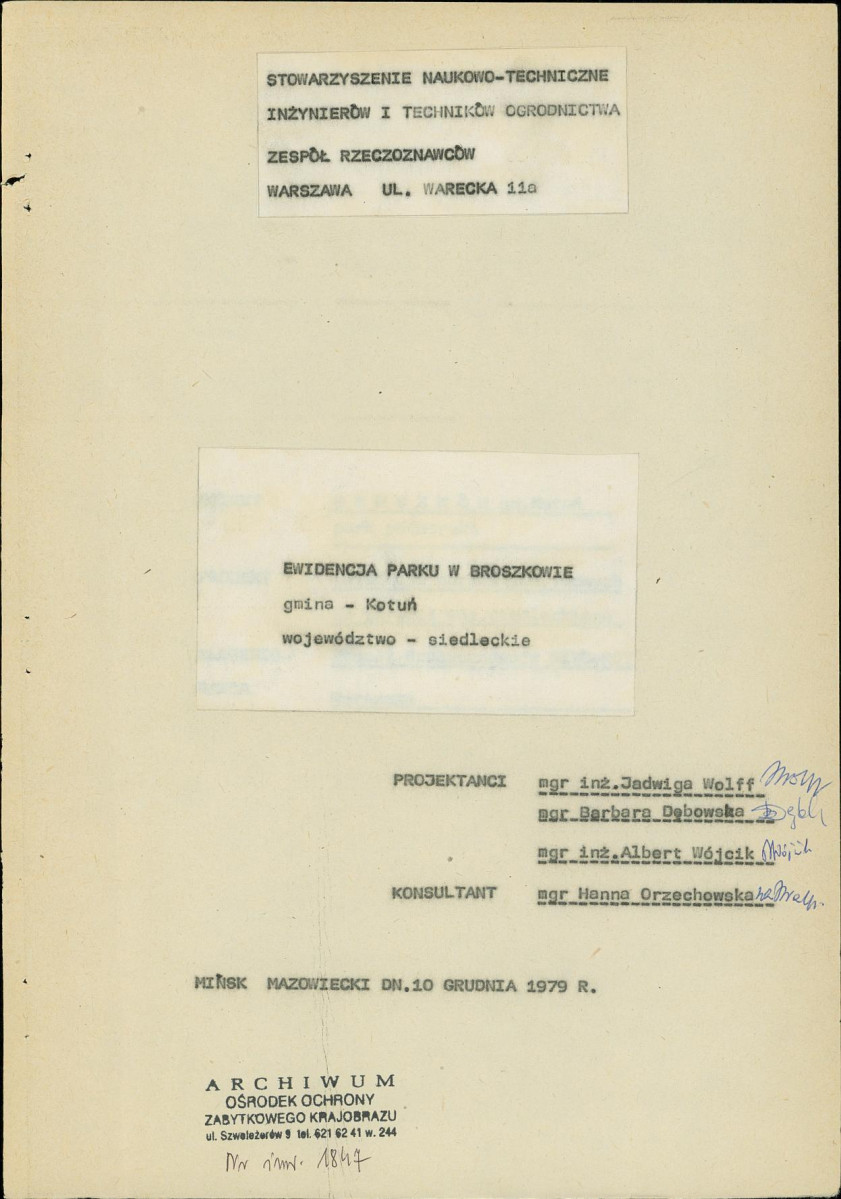 STOWARZYSZENIE NAUKOWO-TECHNICZNE
INŻYNIERÓW I TECHNIKÓW OGRODNICTWA
ZESPÓŁ RZECZOZNAWCÓW
WARSZAWA UL. WARECKA 11a
EWIDENCJA PARKU W BROSZKOWIE
gmina - Kotuń
województwo - siedleckie
PROJEKTANCI mgr inż.Jadwiga Wolff
mgr Barbara Dębowska
mgr inż.Albert Wójcik
KONSULTANT mgr Hanna Orzechowska
MIŃSK MAZOWIECKI DN.10 GRUDNIA 1979 R.
ARCHIWUM
OŚRODEK OCHRONY
ZABYTKOWEGO KRAJOBRAZU
ul. Szwoleżerów 9 tel. 621 62 41 w. 244
Nr inw. 1847